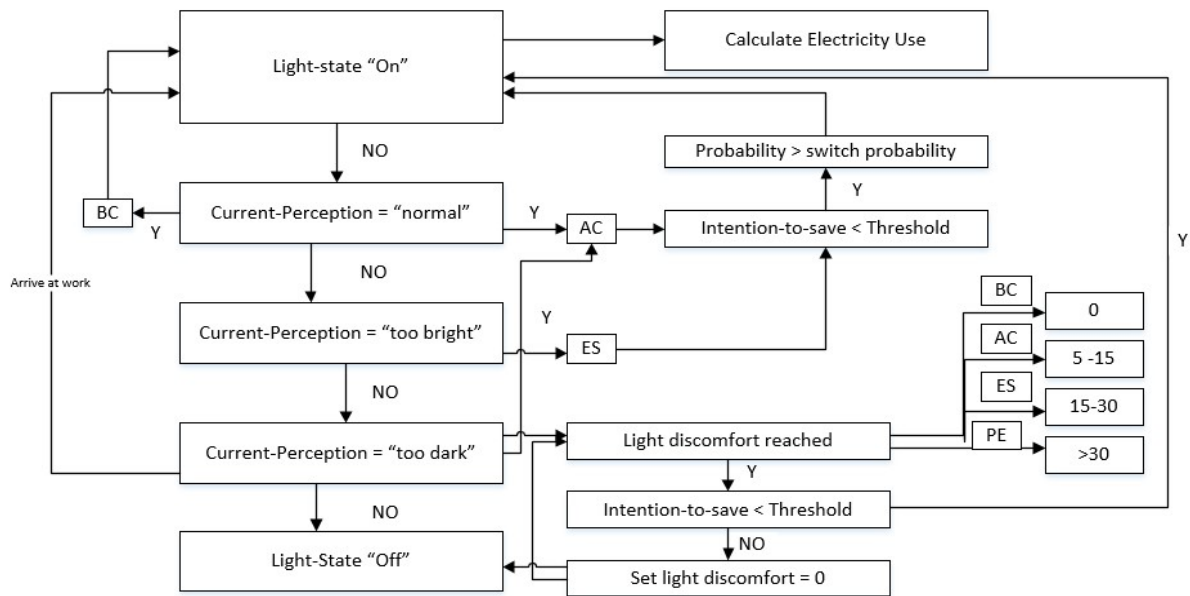 Light-state “On”
Calculate Electricity Use
NO
Probability > switch probability
Y
BC
Y
Current-Perception = “normal”
Y
AC
Intention-to-save < Threshold
Y
NO
Arrive at work
Current-Perception = “too bright”
Y
ES
BC
0
AC
5 -15
NO
ES
15-30
Current-Perception = “too dark”
Light discomfort reached
PE
>30
Y
NO
Intention-to-save < Threshold
NO
Light-State “Off”
Set light discomfort = 0